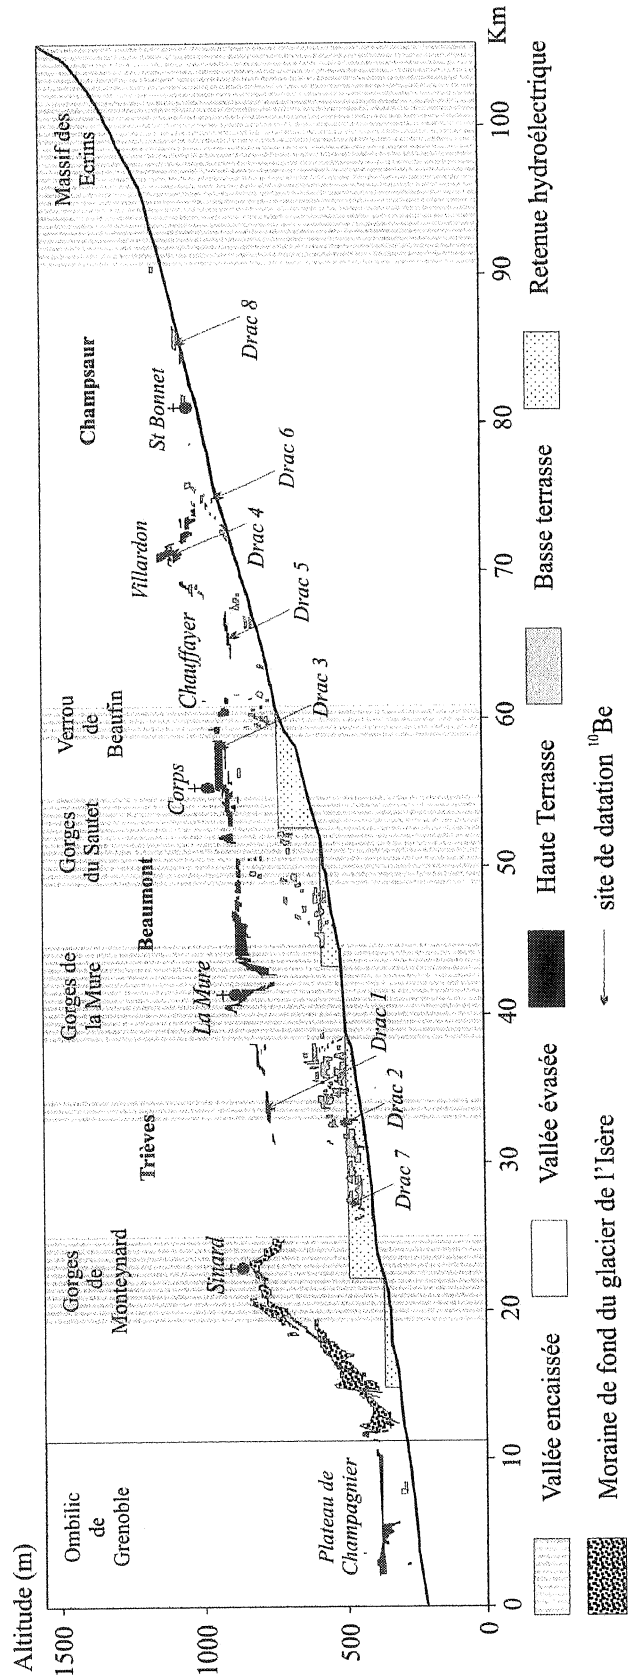 Altitude (m)
1500
1000
500
0
10
20
30
40
50
60
70
80
90
100
Km
Ombilic
de
Grenoble
Gorges
de
Monteynard
Trièves
Gorges de
la Mure
Beaumont
Gorges
du Sautet
Verrou
de
Beaufin
Champsaur
Massif des
Ecrins
Plateau de
Champagnier
Sinard
La Mure
Corps
Chauffayer
Villardon
St Bonnet
Drac 7
Drac 2
Drac 1
Drac 3
Drac 5
Drac 4
Drac 6
Drac 8
Vallée encaissée
Vallée évasée
Haute Terrasse
Basse terrasse
Retenue hydroélectrique
Moraine de fond du glacier de l'Isère
site de datation ¹⁰Be